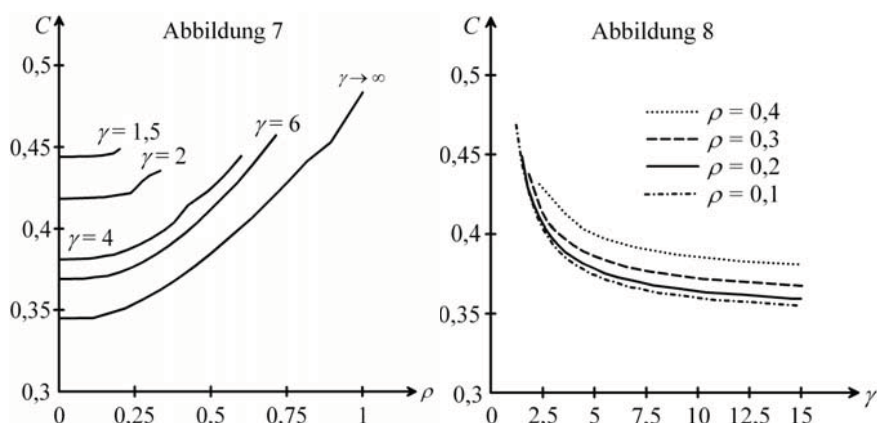 C
Abbildung 7
0,5
γ → ∞
γ = 1,5
γ = 6
0,45
γ = 2
0,4
γ = 4
0,35
0,3
0
0,25
0,5
0,75
1
ρ
C
Abbildung 8
0,5
ρ = 0,4
ρ = 0,3
0,45
ρ = 0,2
ρ = 0,1
0,4
0,35
0,3
0
2,5
5
7,5
10
12,5
15
γ